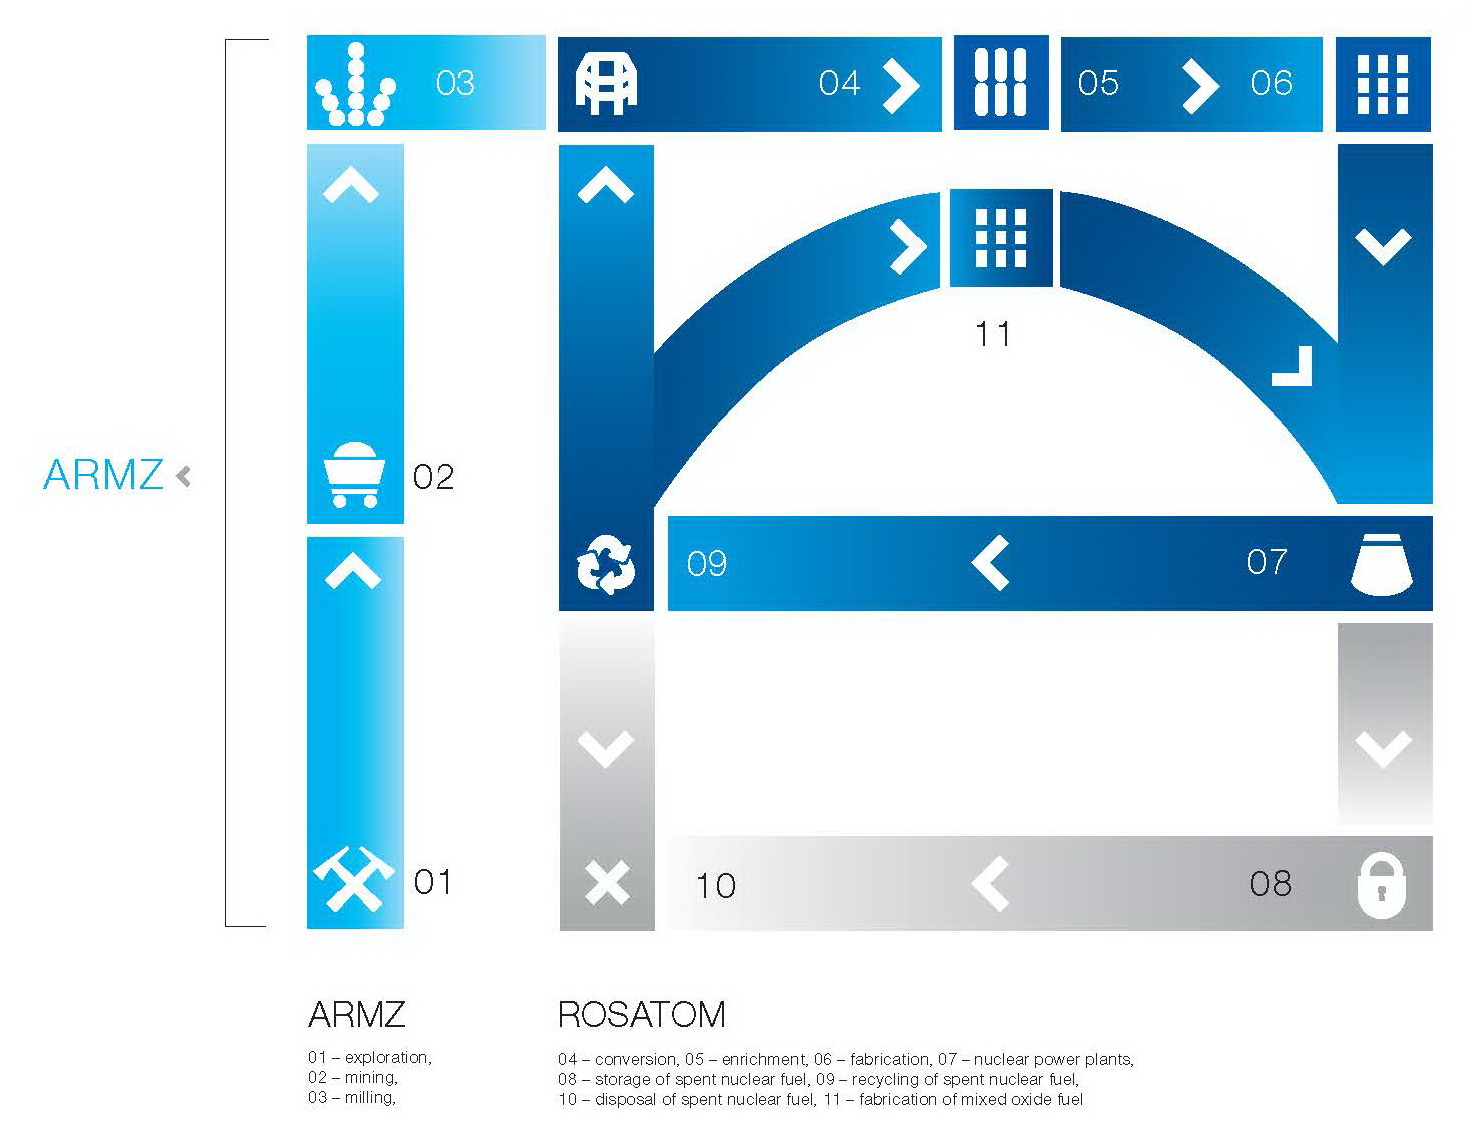 03
04
05
06
11
ARMZ
02
09
07
01
10
08
ARMZ
01 – exploration,
02 – mining,
03 – milling,
ROSATOM
04 – conversion, 05 – enrichment, 06 – fabrication, 07 – nuclear power plants,
08 – storage of spent nuclear fuel, 09 – recycling of spent nuclear fuel,
10 – disposal of spent nuclear fuel, 11 – fabrication of mixed oxide fuel